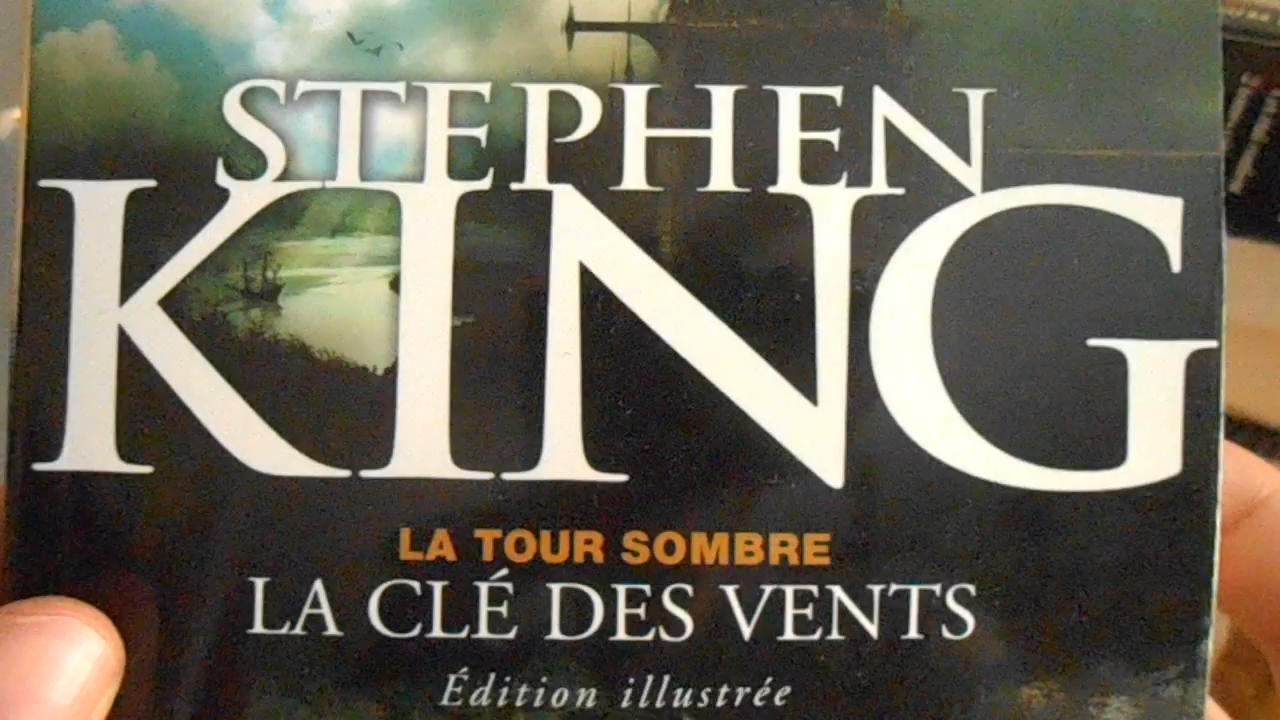 STEPHEN
KING
LA TOUR SOMBRE
LA CLÉ DES VENTS
Édition illustrée